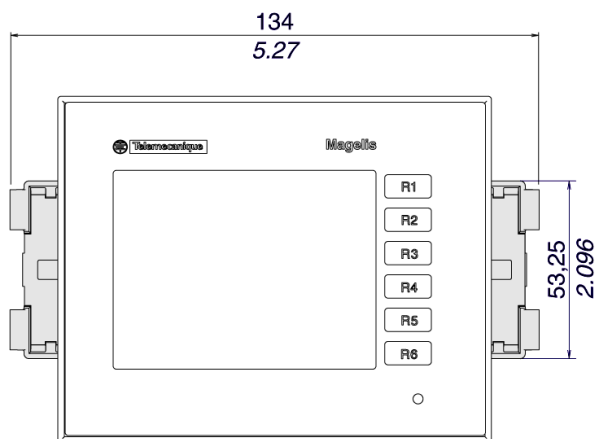 134
5.27
Telemecanique
Magelis
R1
R2
R3
R4
R5
R6
53,25
2.096